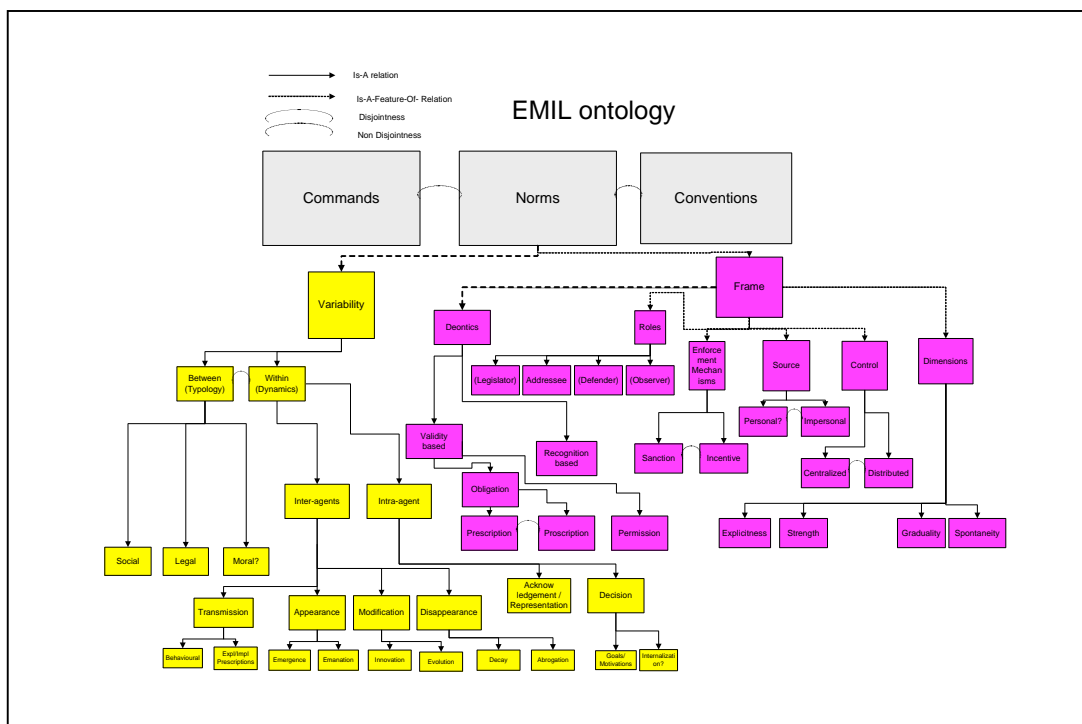 Is-A relation
Is-A-Feature-Of- Relation
Disjointness
Non Disjointness
EMIL ontology
Commands
Norms
Conventions
Variability
Frame
Deontics
Roles
Enforce
ment
Mechani
sms
Source
Control
Dimensions
Between
(Typology)
Within
(Dynamics)
(Legislator)
Addressee
(Defender)
(Observer)
Personal?
Impersonal
Validity
based
Recognition
based
Sanction
Incentive
Centralized
Distributed
Obligation
Inter-agents
Intra-agent
Prescription
Proscription
Permission
Explicitness
Strength
Graduality
Spontaneity
Social
Legal
Moral?
Acknow
ledgement /
Representation
Decision
Transmission
Appearance
Modification
Disappearance
Behavioural
Expl/Impl
Prescriptions
Emergence
Emanation
Innovation
Evolution
Decay
Abrogation
Goals/
Motivations
Internalizati
on?